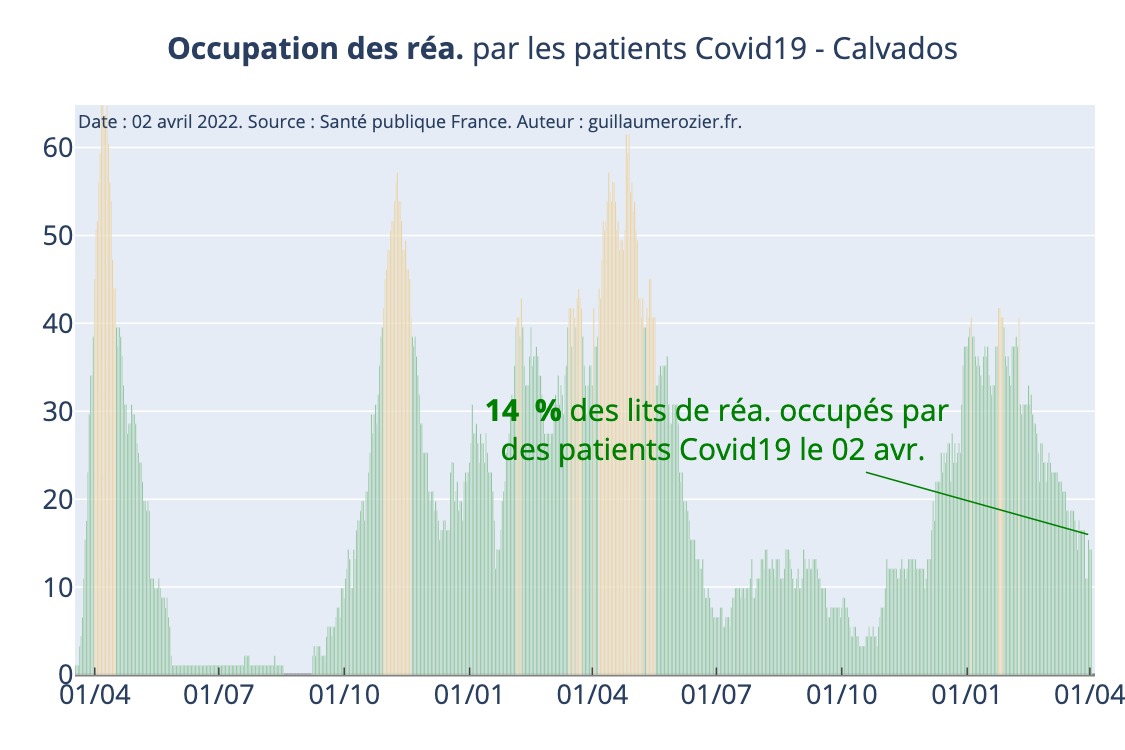 Occupation des réa. par les patients Covid19 - Calvados
Date : 02 avril 2022. Source : Santé publique France. Auteur : guillaumerozier.fr.
60
50
40
30
20
10
0
14 % des lits de réa. occupés par
des patients Covid19 le 02 avr.
01/04 01/07 01/10 01/01 01/04 01/07 01/10 01/01 01/04